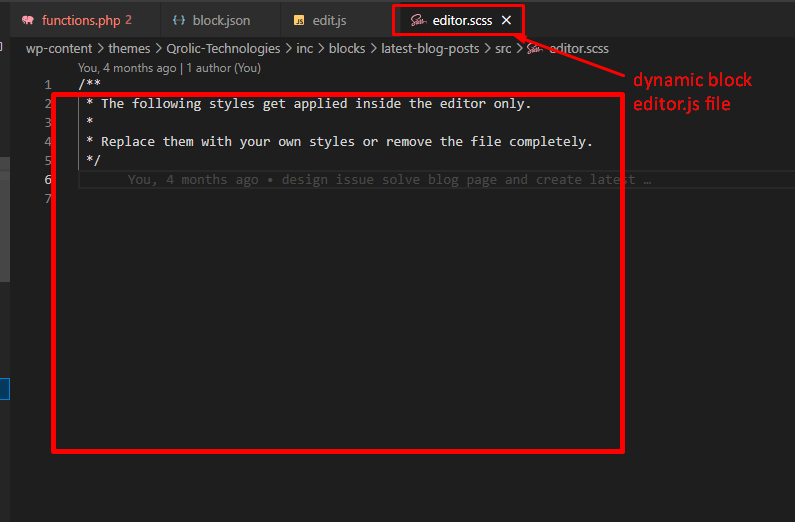 functions.php 2 block.json edit.js editor.scss
wp-content > themes > Qrolic-Technologies > inc > blocks > latest-blog-posts > src > editor.scss
You, 4 months ago | 1 author (You)
dynamic block
editor.js file
1 /**
2 * The following styles get applied inside the editor only.
3 *
4 * Replace them with your own styles or remove the file completely.
5 */
6 You, 4 months ago • design issue solve blog page and create latest …
7